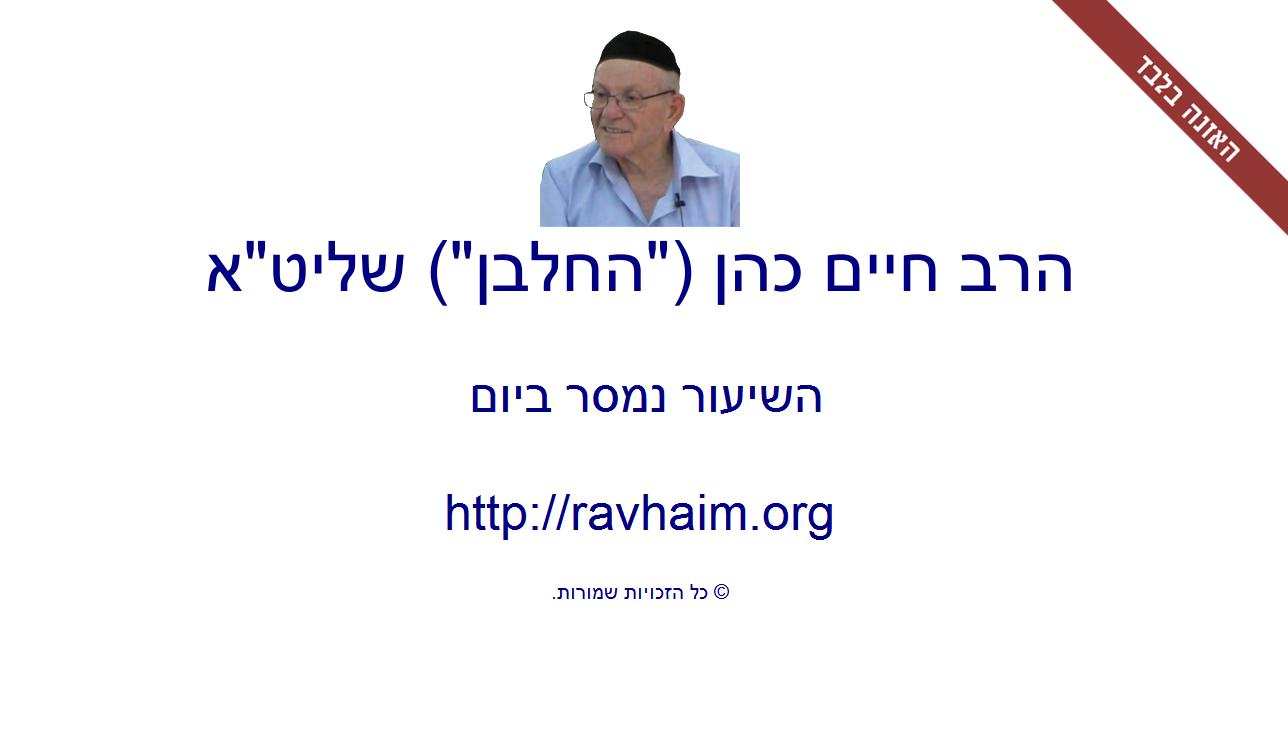 האזנה בלבד
הרב חיים כהן ("החלבן") שליט"א
השיעור נמסר ביום
http://ravhaim.org
© כל הזכויות שמורות.